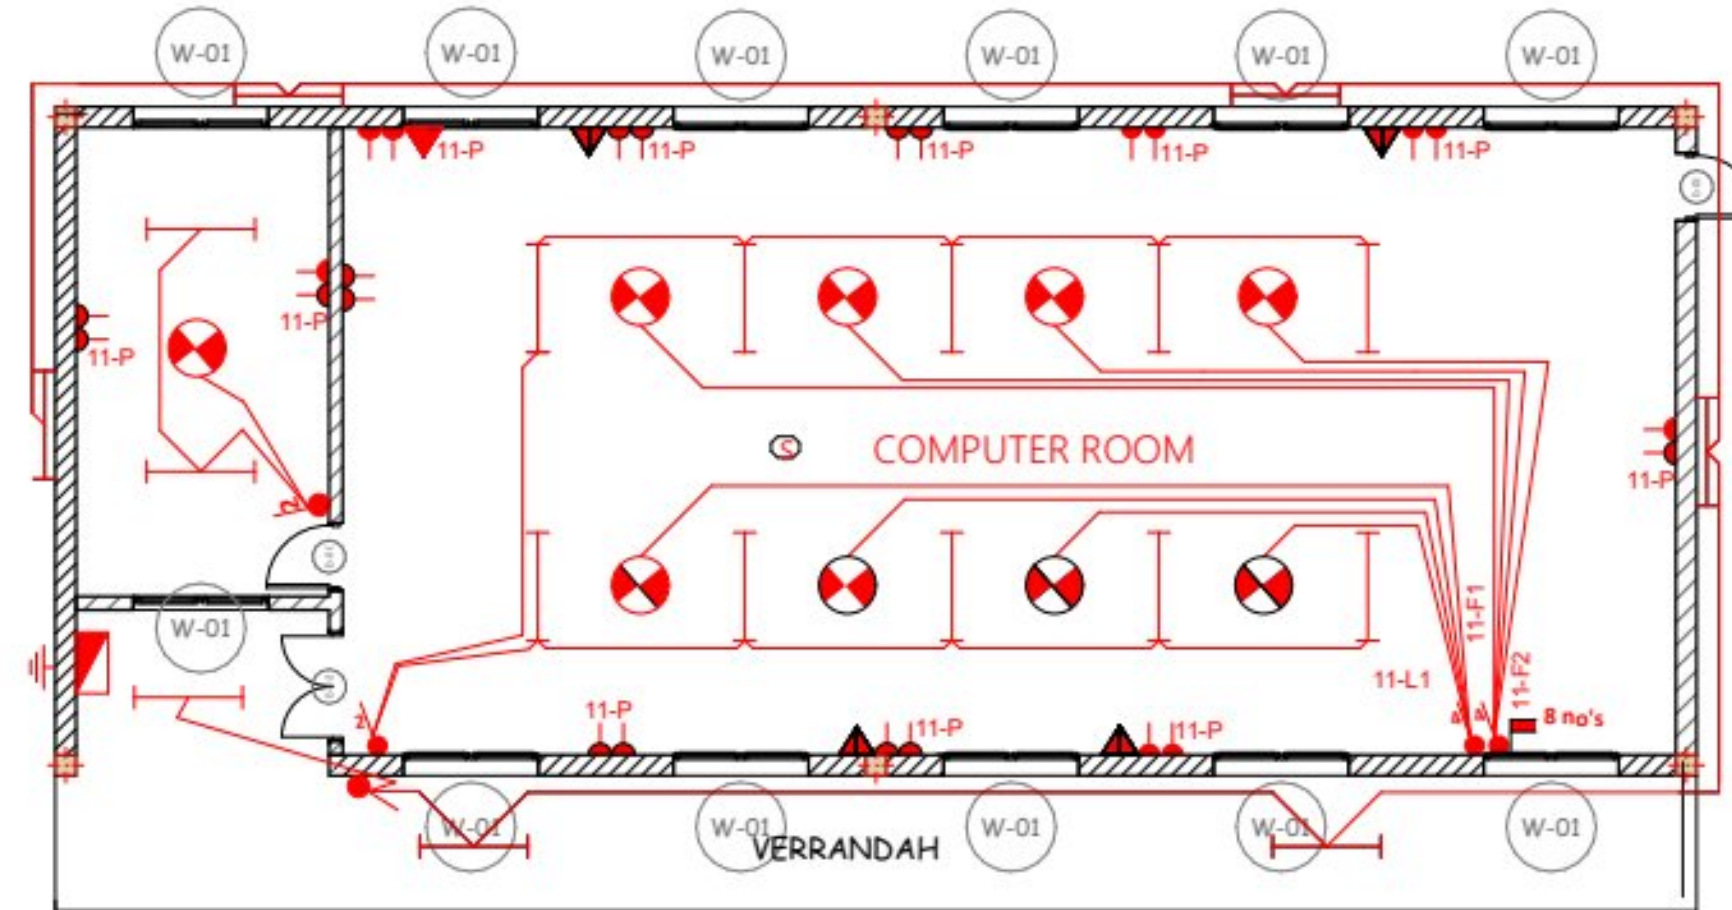 W-01 W-01 W-01 W-01 W-01 W-01
11-P 11-P 11-P 11-P 11-P
11-P
11-P
COMPUTER ROOM
S
11-P
2
11-F1
W-01
11-L1
11-F2
11-P 11-P 11-P
8 no's
W-01 W-01 W-01 W-01 W-01
VERRANDAH